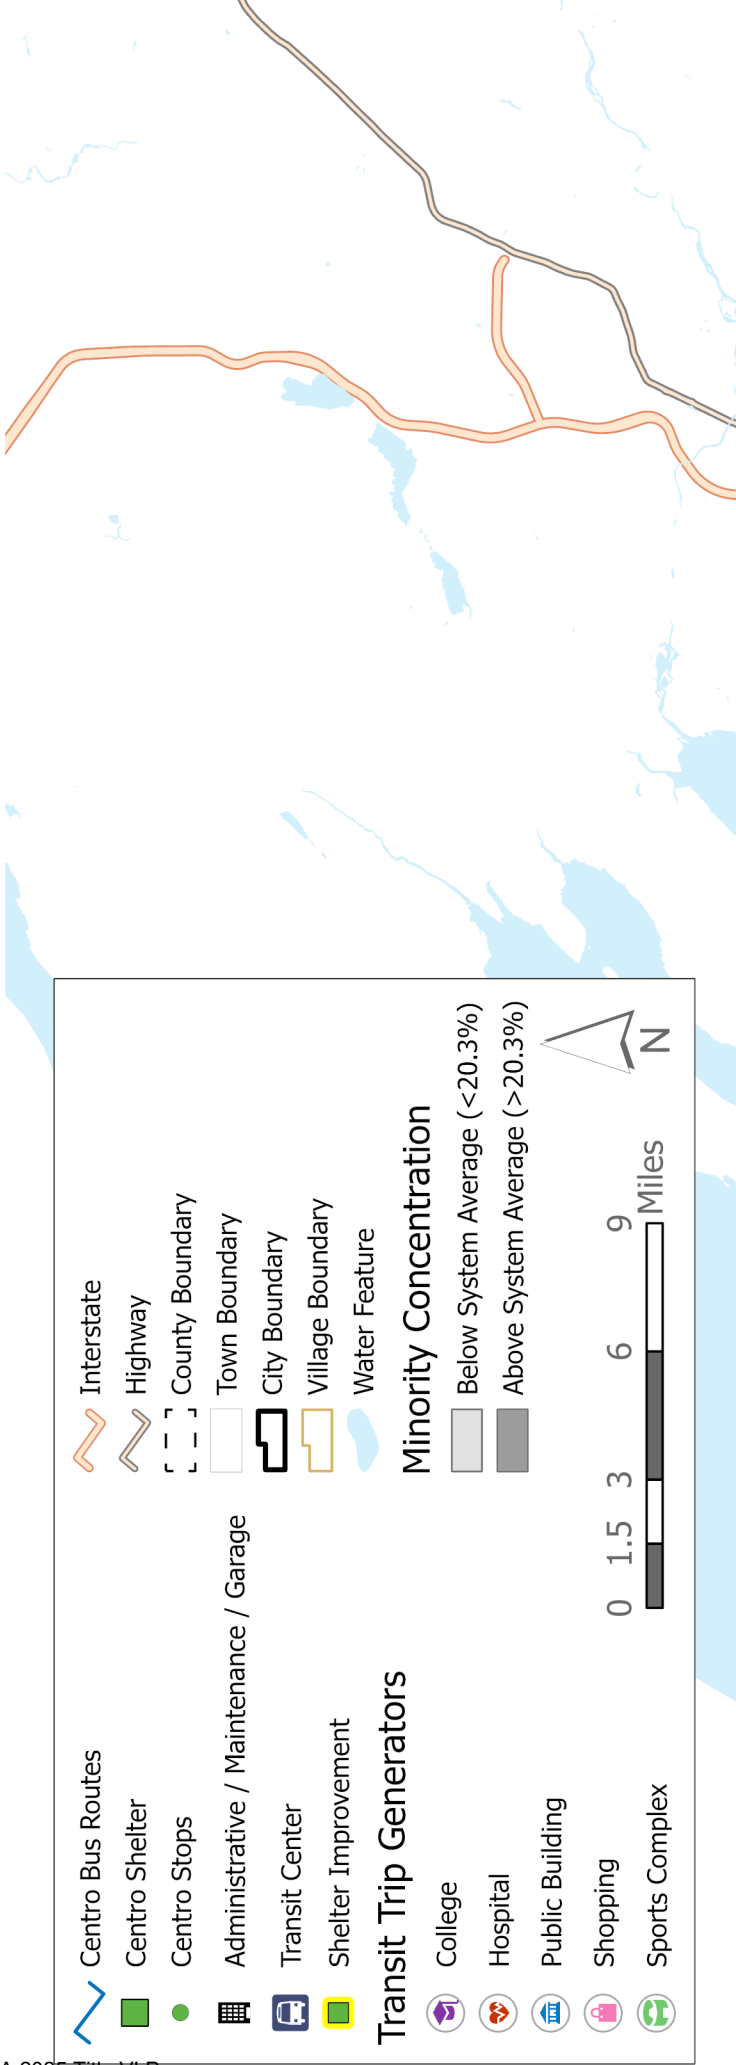 Centro Bus Routes
Centro Shelter
Centro Stops
Administrative / Maintenance / Garage
Transit Center
Shelter Improvement
Transit Trip Generators
College
Hospital
Public Building
Shopping
Sports Complex
Interstate
Highway
County Boundary
Town Boundary
City Boundary
Village Boundary
Water Feature
Minority Concentration
Below System Average (<20.3%)
Above System Average (>20.3%)
0 1.5 3 6 9
Miles
N